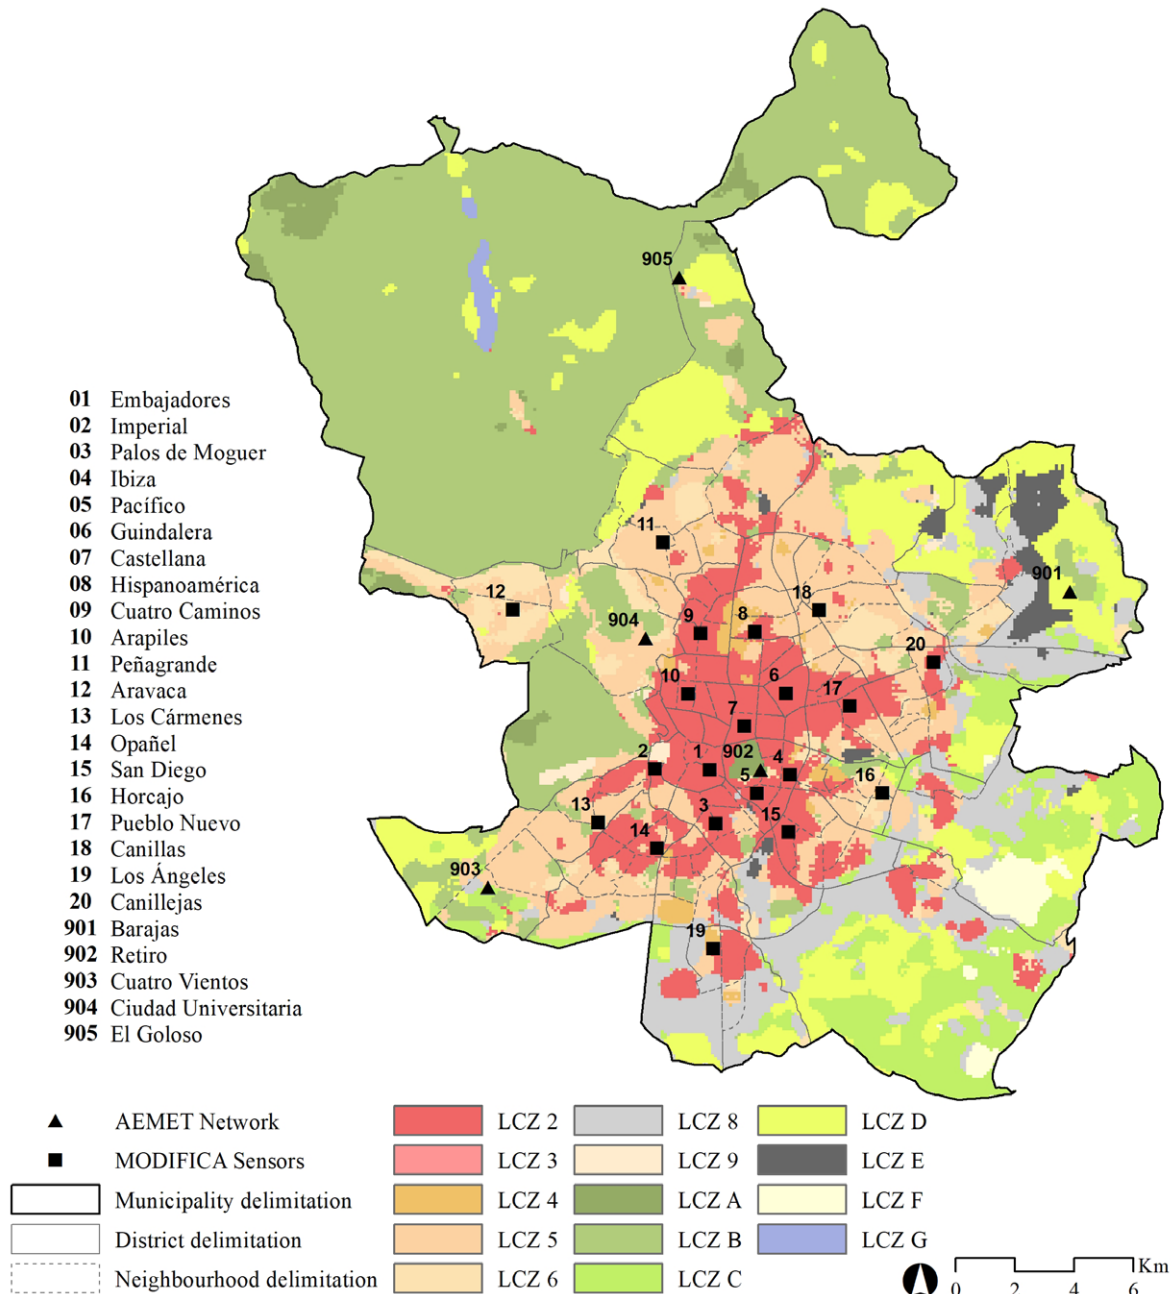 905
11
12
904
9
8
18
901
20
10
6
17
7
2
1
902
4
5
16
13
3
14
15
903
19
01 Embajadores
02 Imperial
03 Palos de Moguer
04 Ibiza
05 Pacífico
06 Guindalera
07 Castellana
08 Hispanoamérica
09 Cuatro Caminos
10 Arapiles
11 Peñagrande
12 Aravaca
13 Los Cármenes
14 Opañel
15 San Diego
16 Horcajo
17 Pueblo Nuevo
18 Canillas
19 Los Ángeles
20 Canillejas
901 Barajas
902 Retiro
903 Cuatro Vientos
904 Ciudad Universitaria
905 El Goloso
AEMET Network
MODIFICA Sensors
Municipality delimitation
District delimitation
Neighbourhood delimitation
LCZ 2
LCZ 3
LCZ 4
LCZ 5
LCZ 6
LCZ 8
LCZ 9
LCZ A
LCZ B
LCZ C
LCZ D
LCZ E
LCZ F
LCZ G
Km
0 2 4 6